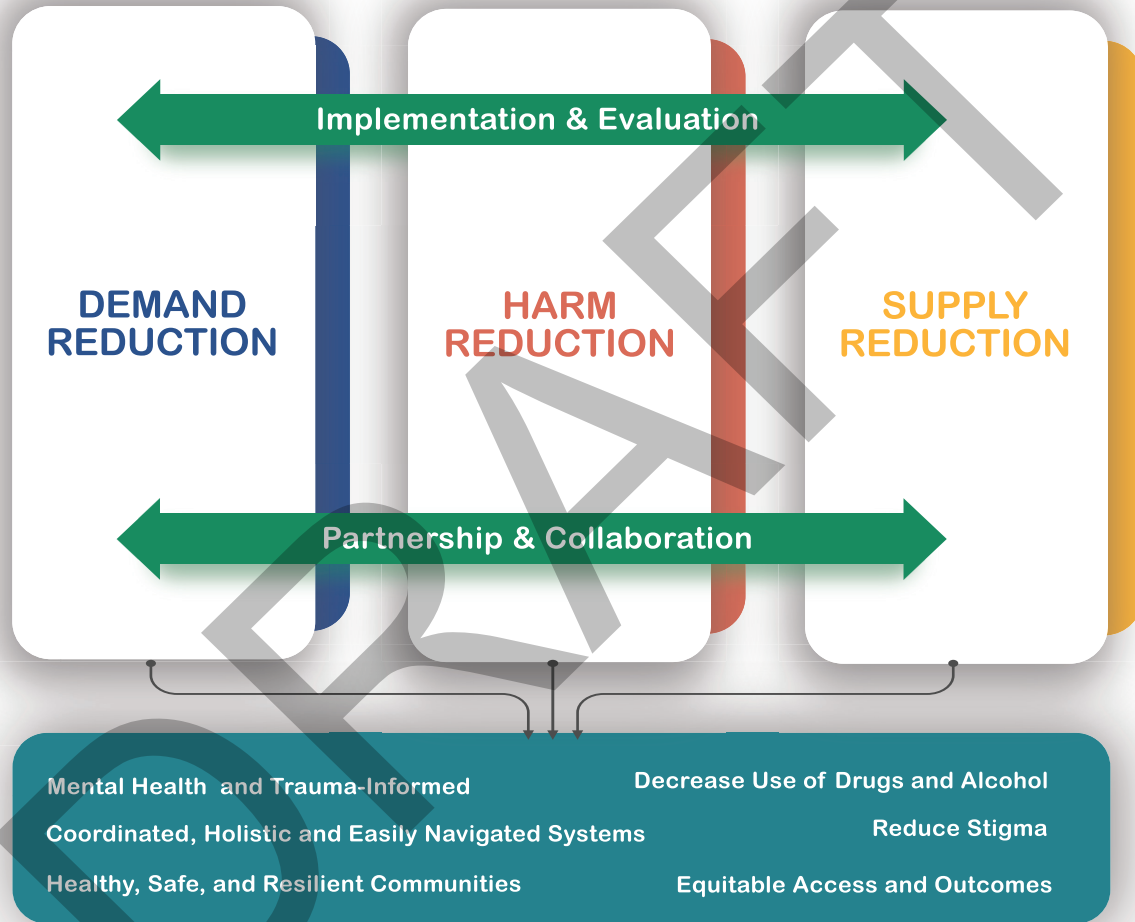 Implementation & Evaluation
DEMAND
REDUCTION
HARM
REDUCTION
SUPPLY
REDUCTION
Partnership & Collaboration
Mental Health and Trauma-Informed
Coordinated, Holistic and Easily Navigated Systems
Healthy, Safe, and Resilient Communities
Decrease Use of Drugs and Alcohol
Reduce Stigma
Equitable Access and Outcomes
DRAFT